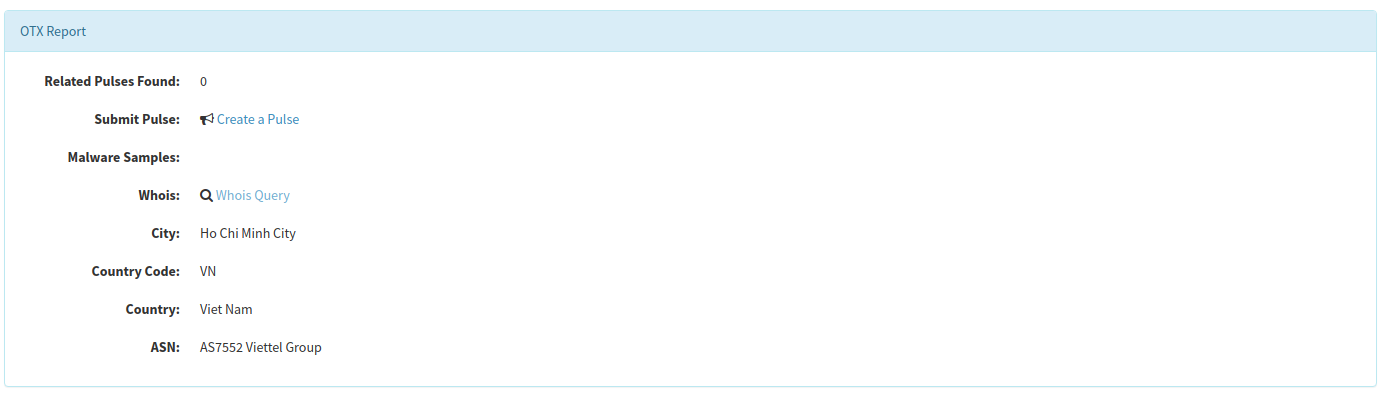 OTX Report
Related Pulses Found: 0
Submit Pulse: Create a Pulse
Malware Samples:
Whois: Whois Query
City: Ho Chi Minh City
Country Code: VN
Country: Viet Nam
ASN: AS7552 Viettel Group